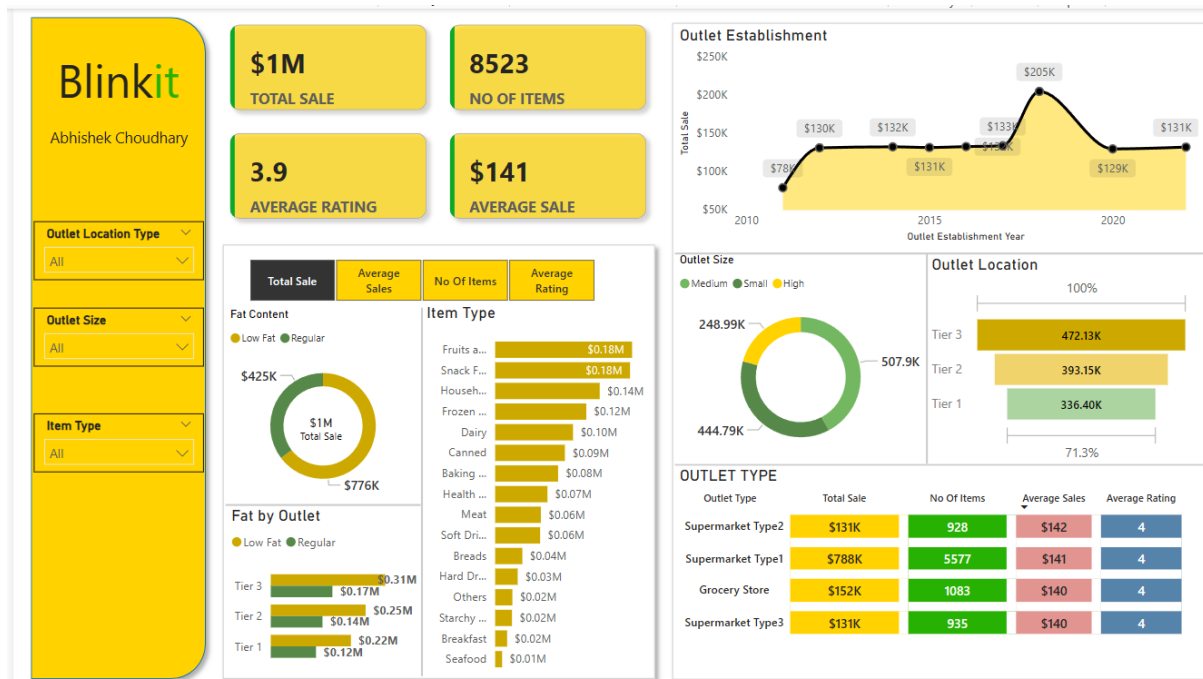 Blinkit
Abhishek Choudhary
Outlet Location Type
All
Outlet Size
All
Item Type
All
$1M
TOTAL SALE
8523
NO OF ITEMS
3.9
AVERAGE RATING
$141
AVERAGE SALE
Total Sale
Average Sales
No Of Items
Average Rating
Fat Content
Low Fat Regular
$425K
$1M
Total Sale
$776K
Fat by Outlet
Low Fat Regular
Tier 3 $0.31M
$0.17M
Tier 2 $0.25M
$0.14M
Tier 1 $0.22M
$0.12M
Item Type
Fruits a... $0.18M
Snack F... $0.18M
Househ... $0.14M
Frozen ... $0.12M
Dairy $0.10M
Canned $0.09M
Baking ... $0.08M
Health ... $0.07M
Meat $0.06M
Soft Dri... $0.06M
Breads $0.04M
Hard Dr... $0.03M
Others $0.02M
Starchy ... $0.02M
Breakfast $0.02M
Seafood $0.01M
Outlet Establishment
Total Sale
$250K
$200K
$150K
$100K
$50K
$78K
$130K
$132K
$131K
$133K
$205K
$129K
$131K
2010 2015 2020
Outlet Establishment Year
Outlet Size
Medium Small High
248.99K
507.9K
444.79K
Outlet Location
100%
Tier 3 472.13K
Tier 2 393.15K
Tier 1 336.40K
71.3%
OUTLET TYPE
Outlet Type Total Sale No Of Items Average Sales Average Rating
Supermarket Type2 $131K 928 $142 4
Supermarket Type1 $788K 5577 $141 4
Grocery Store $152K 1083 $140 4
Supermarket Type3 $131K 935 $140 4